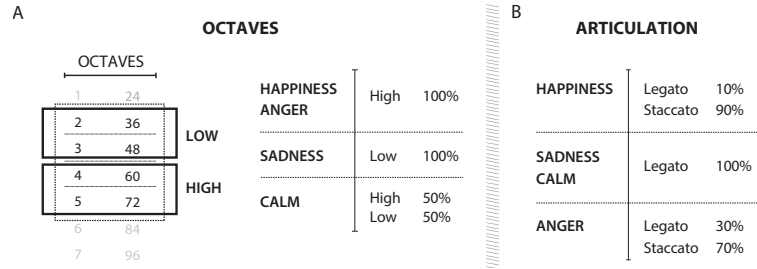 A
OCTAVES
OCTAVES
1 24
2 36
3 48
LOW
4 60
5 72
HIGH
6 84
7 96
HAPPINESS
ANGER
High 100%
SADNESS
Low 100%
CALM
High 50%
Low 50%
B
ARTICULATION
HAPPINESS
Legato 10%
Staccato 90%
SADNESS
CALM
Legato 100%
ANGER
Legato 30%
Staccato 70%